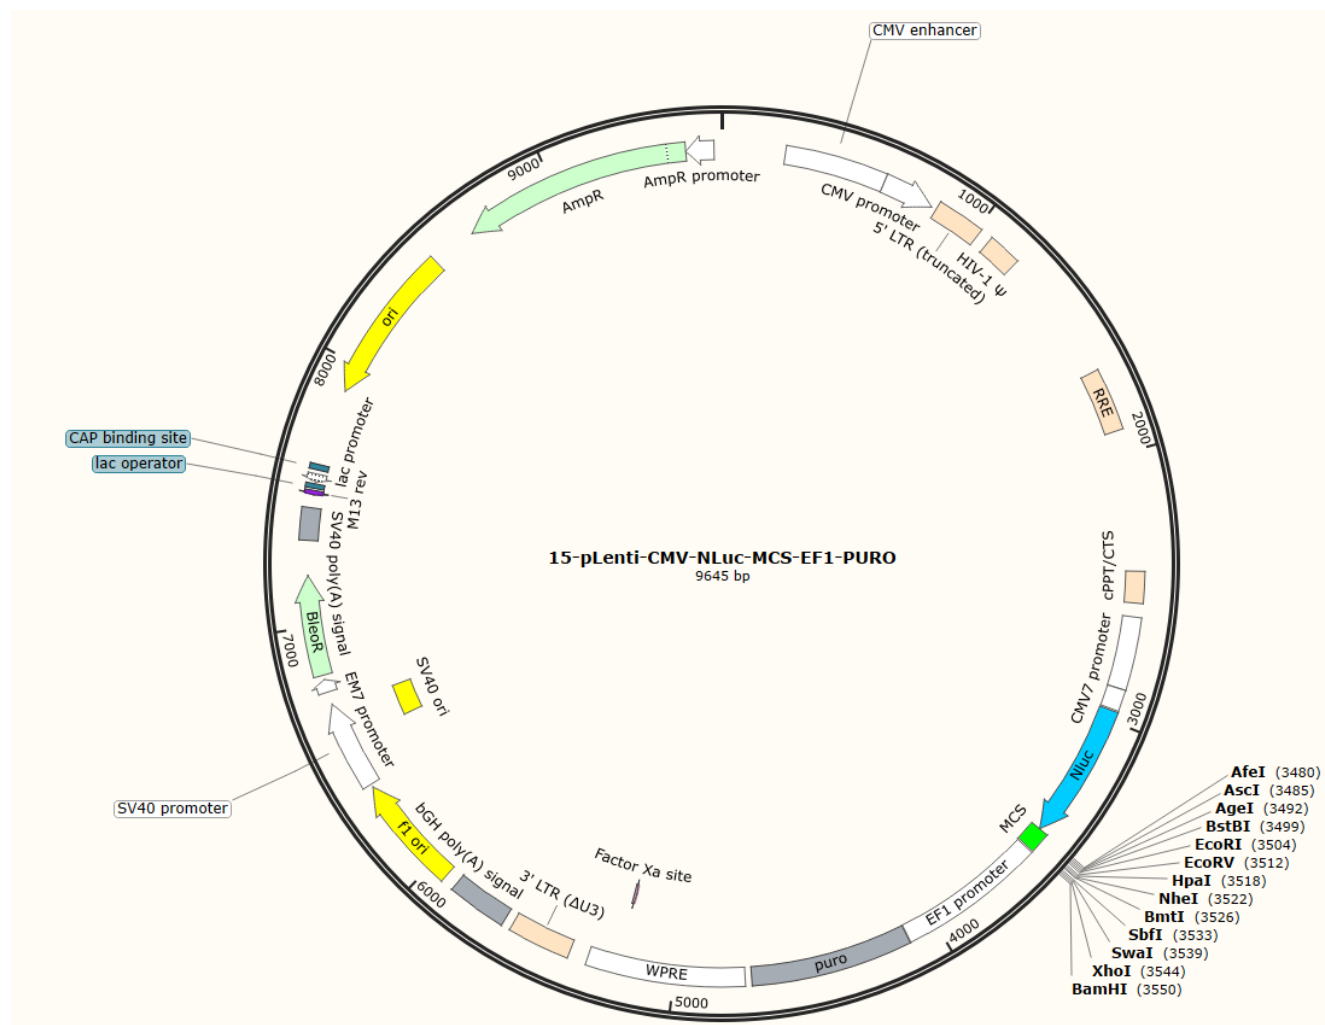 CMV enhancer
9000
AmpR promoter
AmpR
CMV promoter
1000
5' LTR (truncated)
HIV-1 Ψ
ori
8000
RRE
2000
CAP binding site
lac operator
lac promoter
M13 rev
SV40 poly(A) signal
15-pLenti-CMV-NLuc-MCS-EF1-PURO
9645 bp
cPPT/CTS
BleoR
7000
CMV7 promoter
SV40 ori
EM7 promoter
3000
Nluc
SV40 promoter
MCS
AfeI (3480)
AscI (3485)
AgeI (3492)
BstBI (3499)
EcoRI (3504)
EcoRV (3512)
HpaI (3518)
NheI (3522)
BmtI (3526)
SbfI (3533)
SwaI (3539)
XhoI (3544)
BamHI (3550)
f1 ori
bGH poly(A) signal
Factor Xa site
3' LTR (ΔU3)
6000
EF1 promoter
4000
puro
WPRE
5000